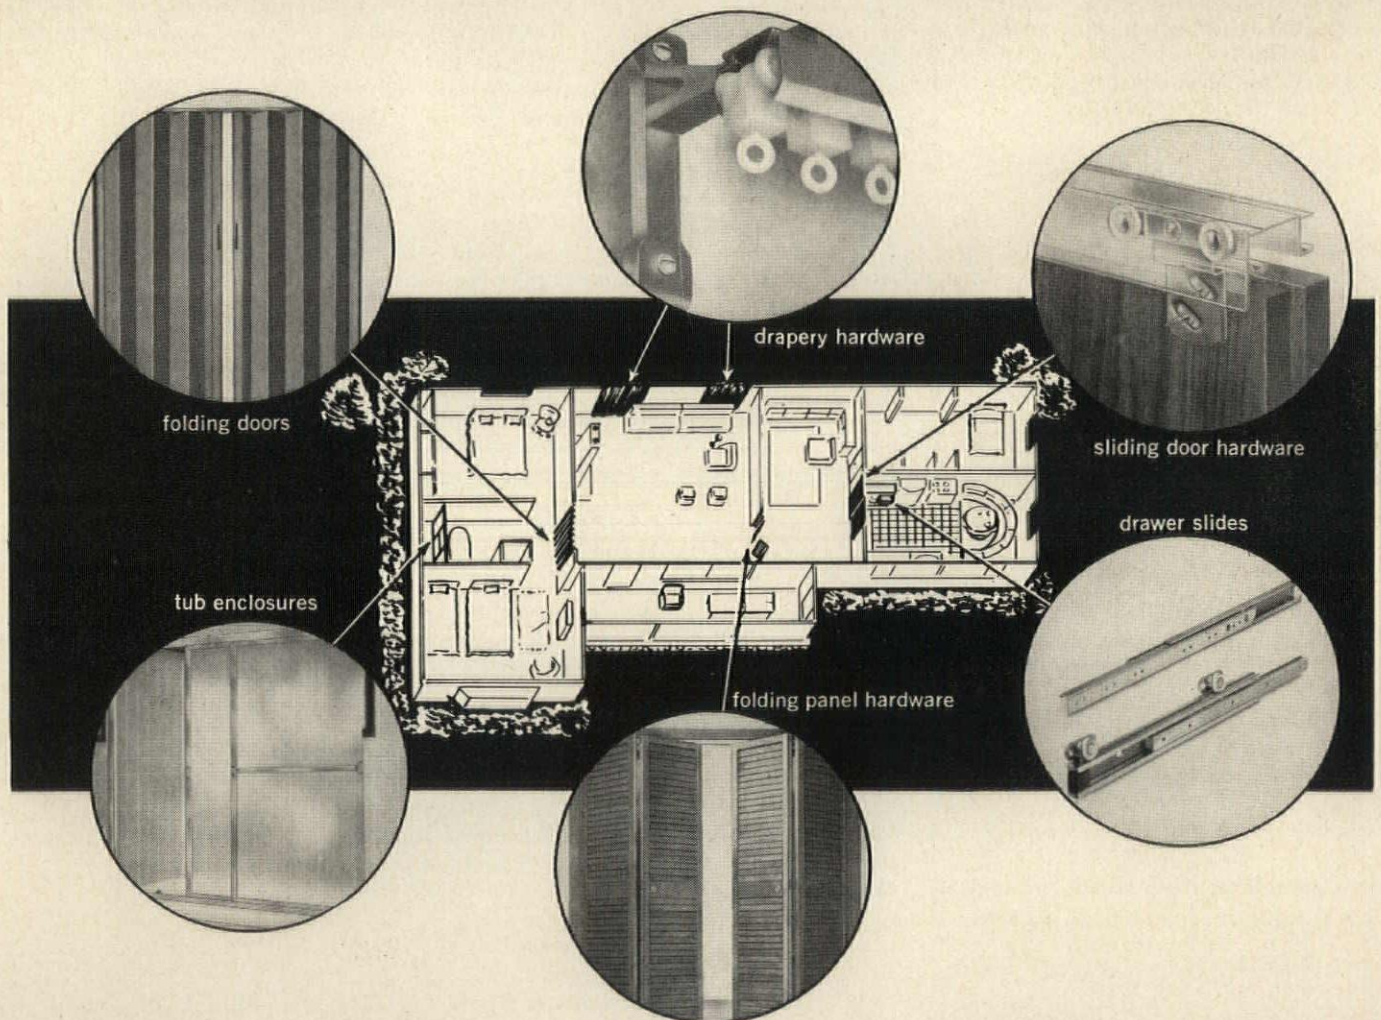 drapery hardware
folding doors
sliding door hardware
drawer slides
tub enclosures
folding panel hardware